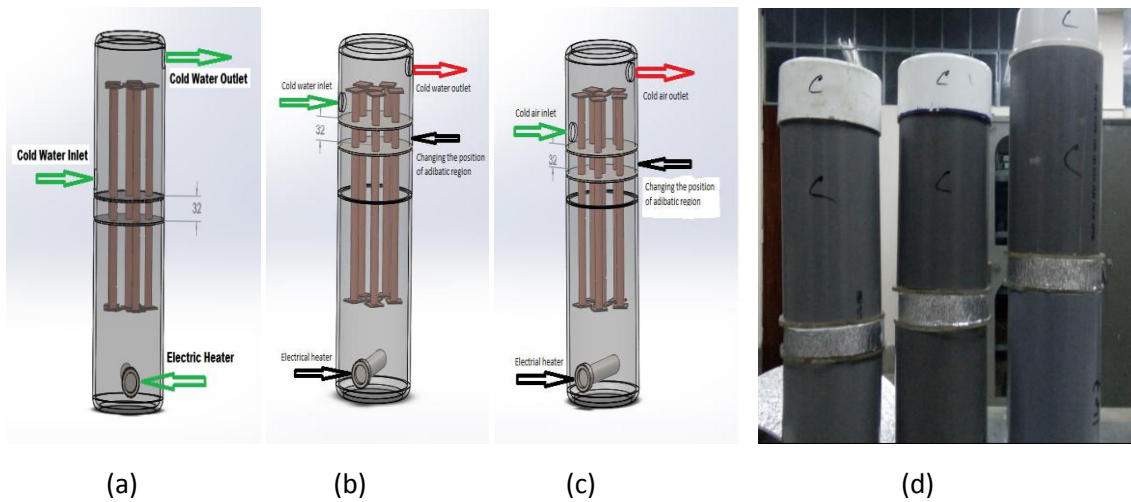 Cold Water Outlet
Cold Water Inlet
32
Electric Heater
(a)
Cold water inlet
Cold water outlet
32
Changing the position
of adibatic region
Electrical heater
(b)
Cold air inlet
Cold air outlet
32
Changing the position
of adibatic region
Electrial heater
(c)
C
C
C
C
C
C
(d)